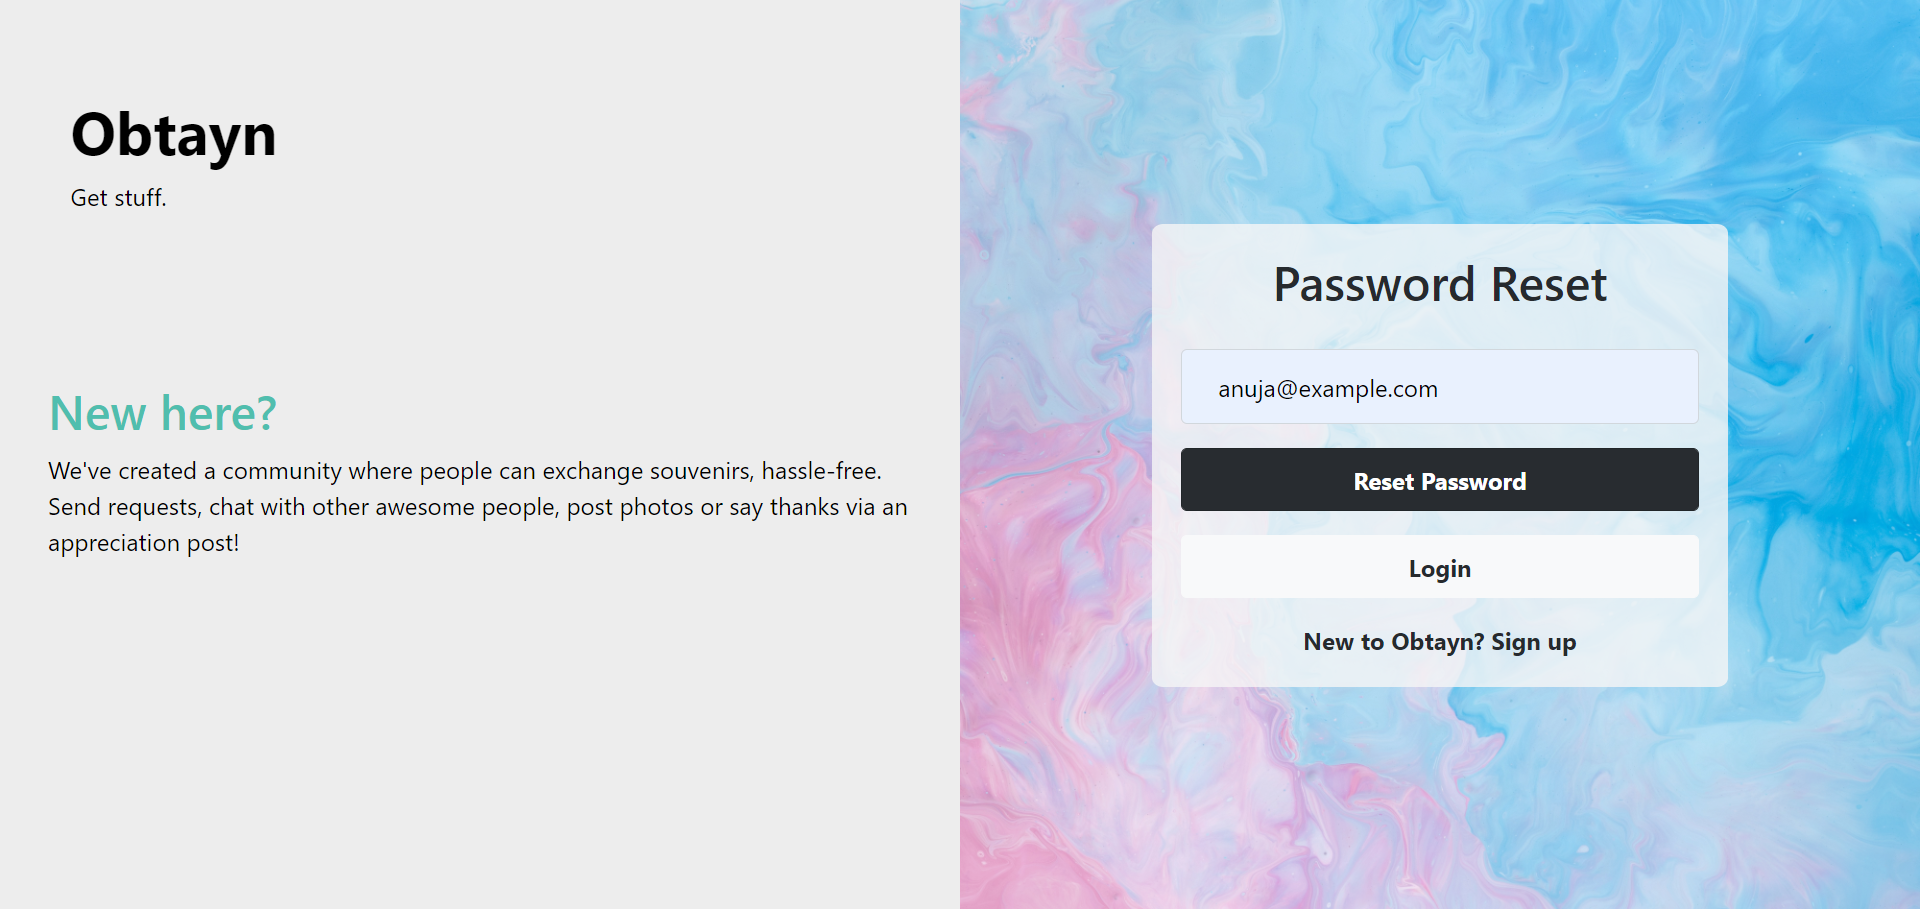 Obtayn
Get stuff.
New here?
We've created a community where people can exchange souvenirs, hassle-free.
Send requests, chat with other awesome people, post photos or say thanks via an
appreciation post!
Password Reset
anuja@example.com
Reset Password
Login
New to Obtayn? Sign up